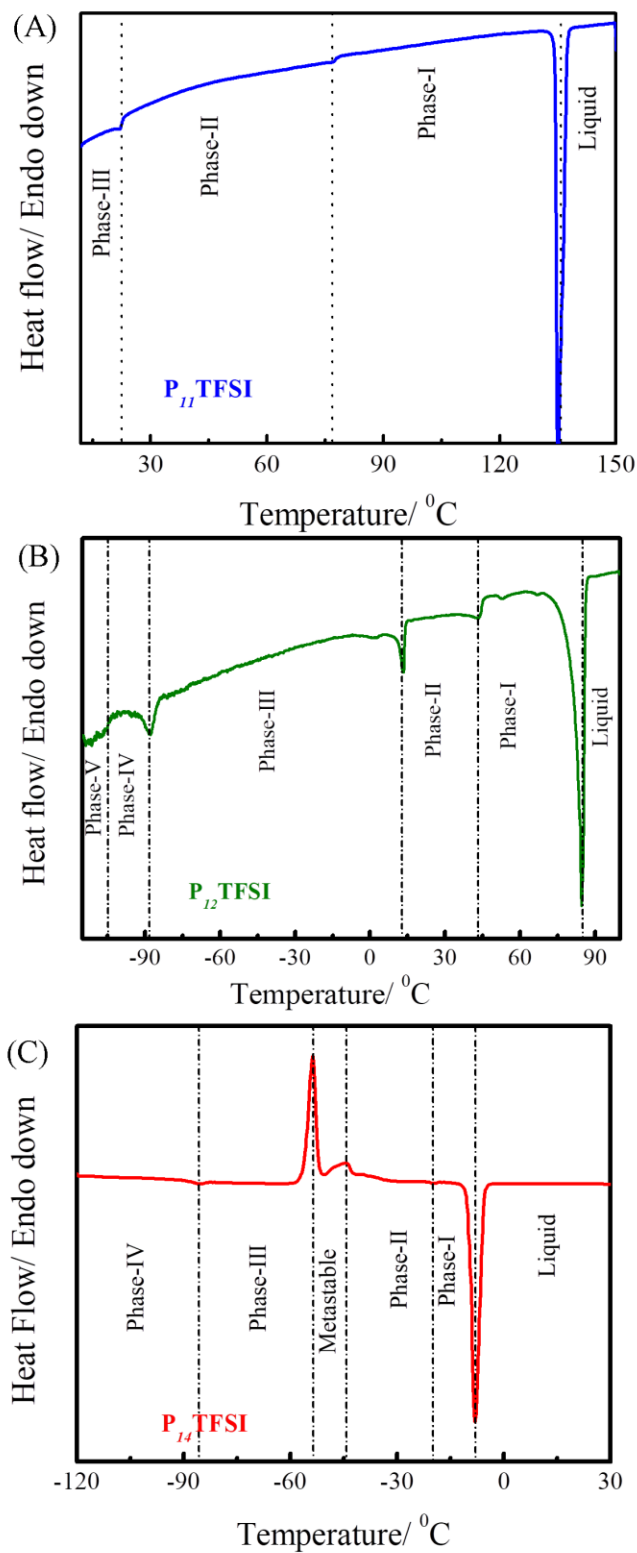 (A)
Heat flow/ Endo down
Phase-III
Phase-II
Phase-I
Liquid
P11TFSI
30 60 90 120 150
Temperature/ 0C
(B)
Heat flow/ Endo down
Phase-V
Phase-IV
Phase-III
Phase-II
Phase-I
Liquid
P12TFSI
-90 -60 -30 0 30 60 90
Temperature/ 0C
(C)
Heat Flow/ Endo down
Phase-IV
Phase-III
Metastable
Phase-II
Phase-I
Liquid
P14TFSI
-120 -90 -60 -30 0 30
Temperature/ 0C